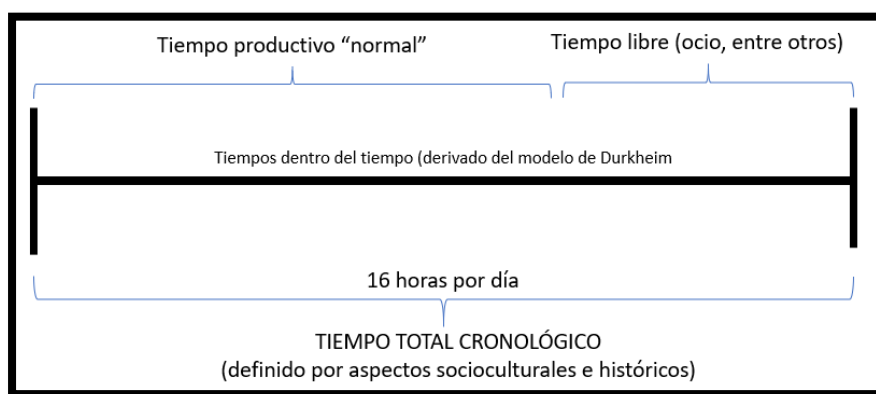 Tiempo productivo “normal”
Tiempo libre (ocio, entre otros)
Tiempos dentro del tiempo (derivado del modelo de Durkheim
16 horas por día
TIEMPO TOTAL CRONOLÓGICO
(definido por aspectos socioculturales e históricos)